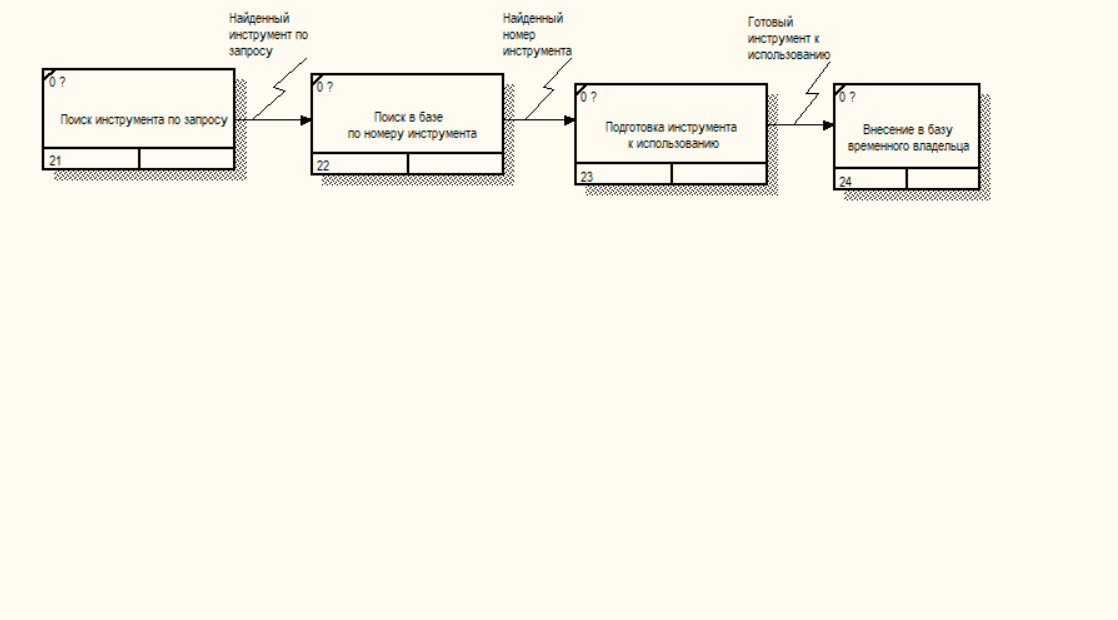 Найденный
инструмент по
запросу
Найденный
номер
инструмента
Готовый
инструмент к
использованию
0 ?
Поиск инструмента по запросу
21
0 ?
Поиск в базе
по номеру инструмента
22
0 ?
Подготовка инструмента
к использованию
23
0 ?
Внесение в базу
временного владельца
24